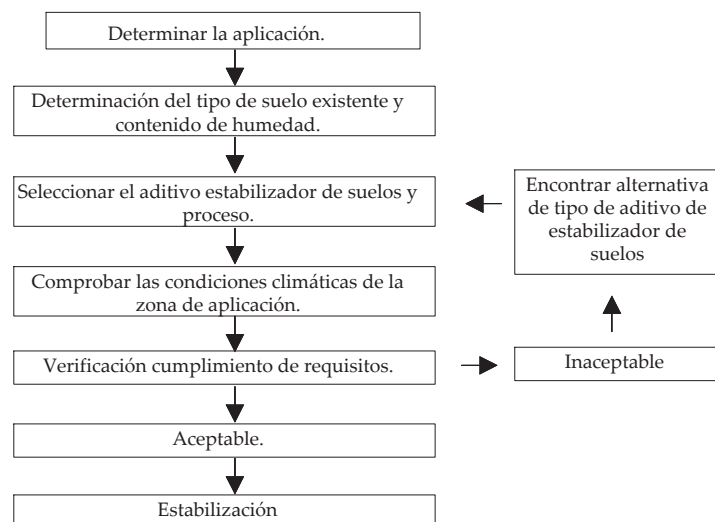 Determinar la aplicación.
Determinación del tipo de suelo existente y
contenido de humedad.
Seleccionar el aditivo estabilizador de suelos y
proceso.
Encontrar alternativa
de tipo de aditivo de
estabilizador de
suelos
Comprobar las condiciones climáticas de la
zona de aplicación.
Verificación cumplimiento de requisitos.
Inaceptable
Aceptable.
Estabilización